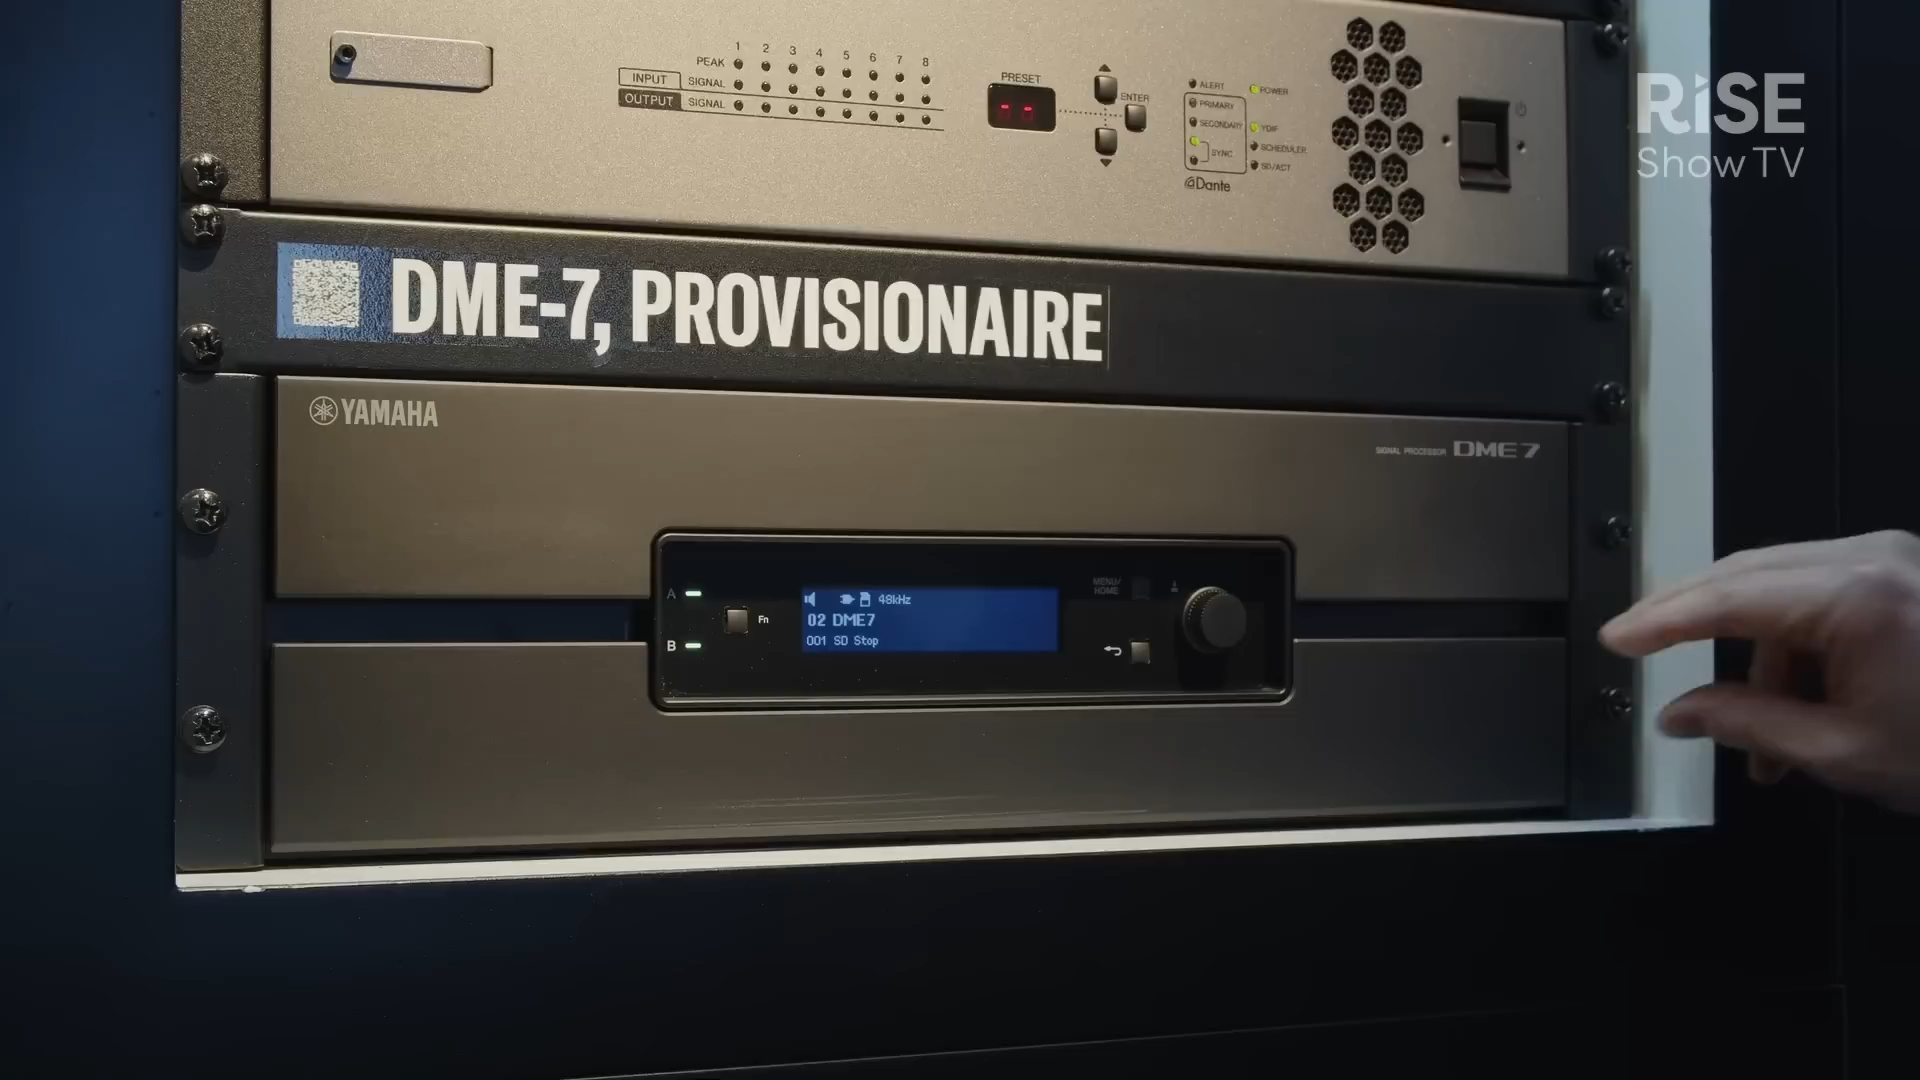 1 2 3 4 5 6 7 8
PEAK
INPUT SIGNAL
OUTPUT SIGNAL
PRESET
ENTER
ALERT POWER
PRIMARY
SECONDARY YDIF
SYNC SCHEDULER
SD/ACT
Dante
RiSE
Show TV
DME-7, PROVISIONAIRE
YAMAHA
SIGNAL PROCESSOR DME7
A
B
Fn
48kHz
02 DME7
001 SD Stop
MENU/
HOME